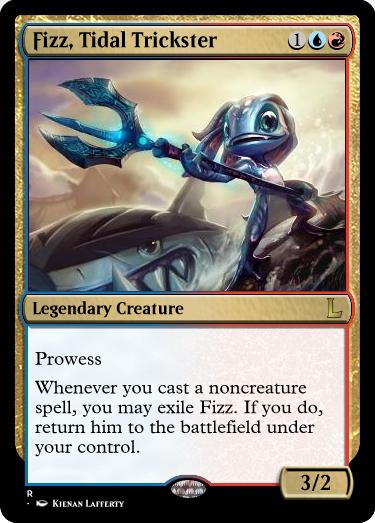 Fizz, Tidal Trickster 1
Legendary Creature L
Prowess
Whenever you cast a noncreature
spell, you may exile Fizz. If you do,
return him to the battlefield under
your control.
3/2
R
· Kienan Lafferty